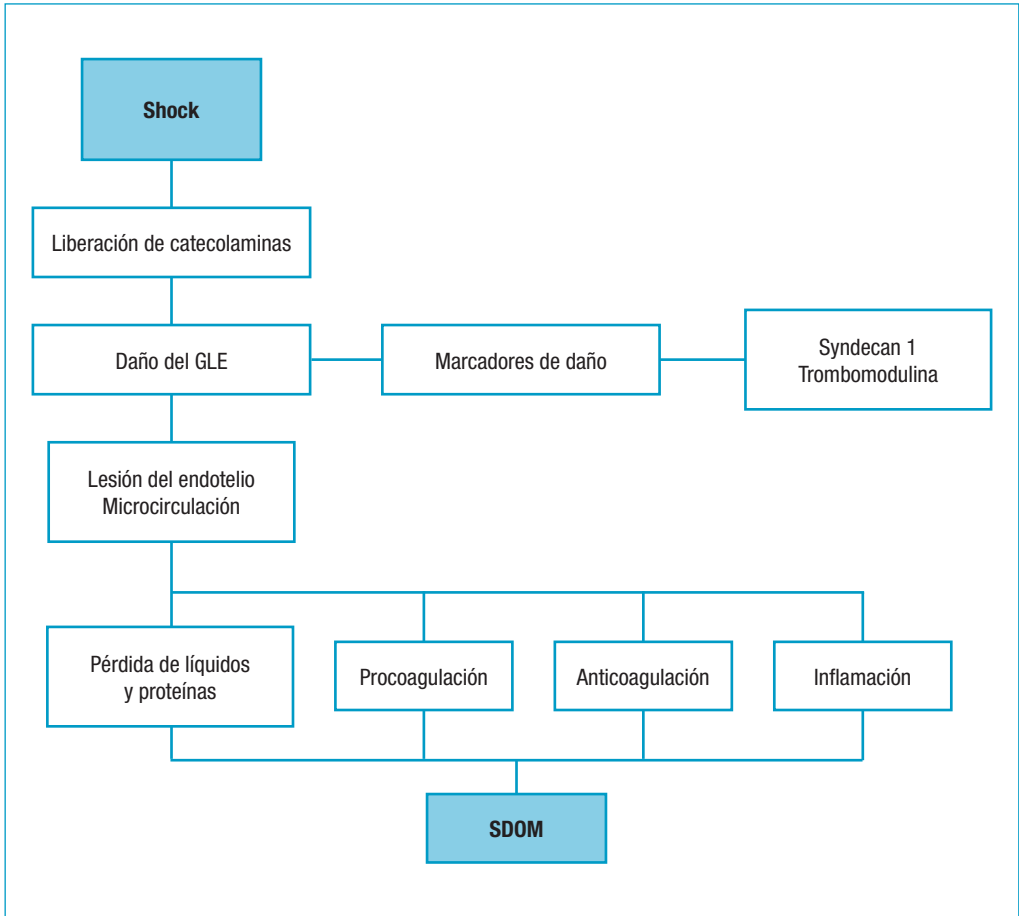 Shock
Liberación de catecolaminas
Daño del GLE
Marcadores de daño
Syndecan 1
Trombomodulina
Lesión del endotelio
Microcirculación
Pérdida de líquidos
y proteínas
Procoagulación
Anticoagulación
Inflamación
SDOM